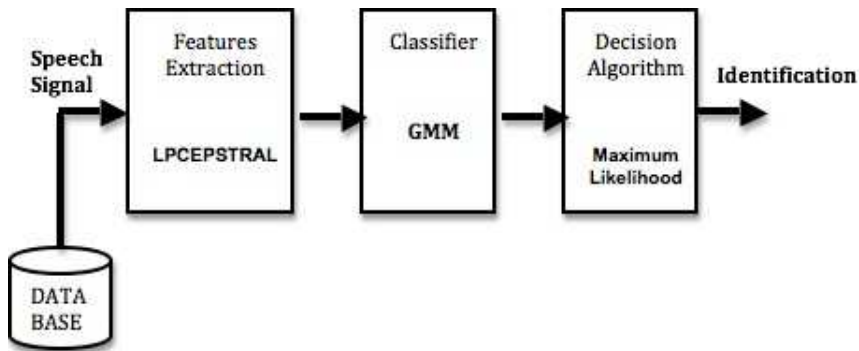 Speech
Signal
Features
Extraction
LPCEPSTRAL
Classifier
GMM
Decision
Algorithm
Maximum
Likelihood
Identification
DATA
BASE